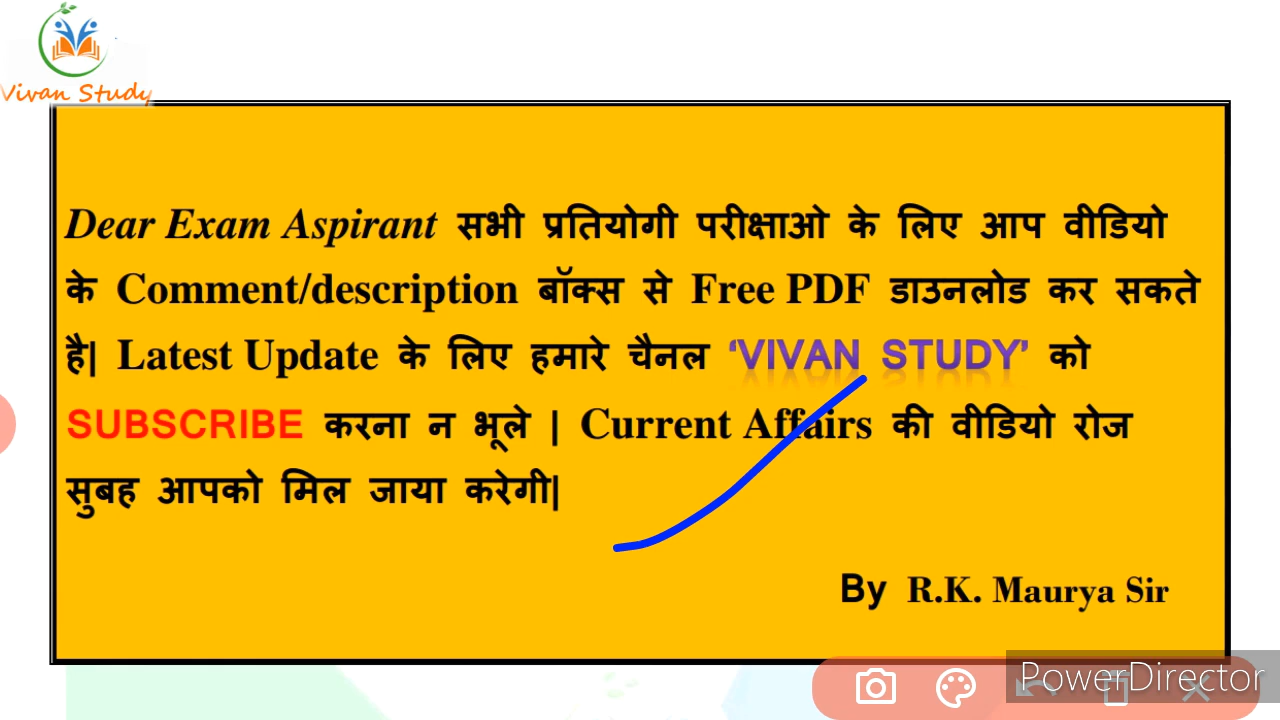 Vivan Study
Dear Exam Aspirant सभी प्रतियोगी परीक्षाओ के लिए आप वीडियो
के Comment/description बॉक्स से Free PDF डाउनलोड कर सकते
है| Latest Update के लिए हमारे चैनल ‘VIVAN STUDY’ को
SUBSCRIBE करना न भूले | Current Affairs की वीडियो रोज
सुबह आपको मिल जाया करेगी|
By R.K. Maurya Sir
PowerDirector